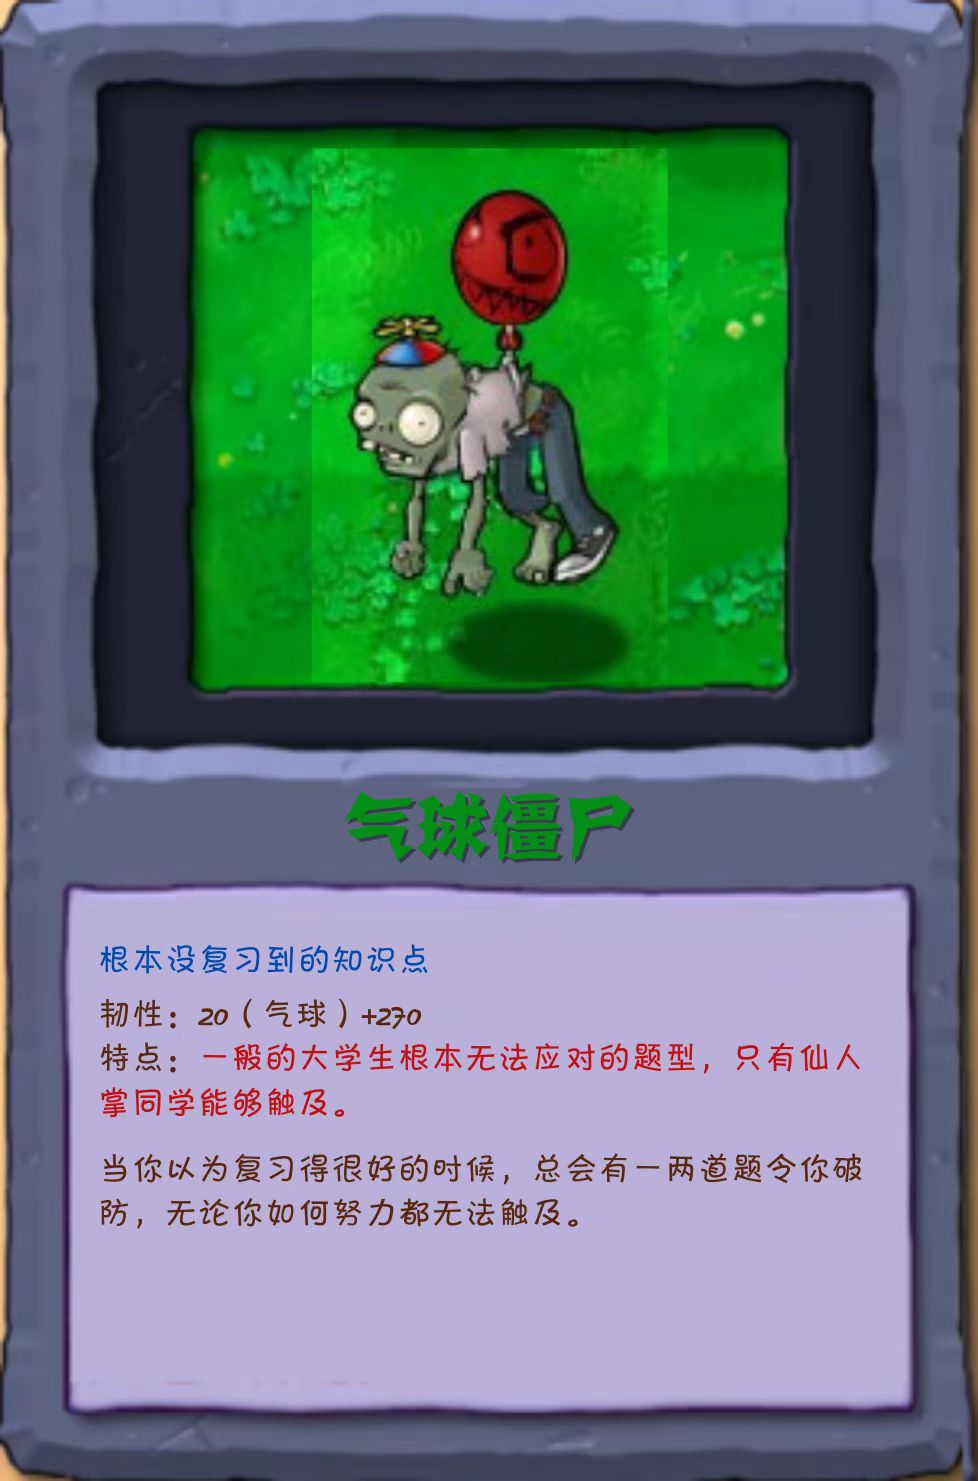 气球僵尸
根本没复习到的知识点
韧性：20（气球）+270
特点：一般的大学生根本无法应对的题型，只有仙人
掌同学能够触及。
当你以为复习得很好的时候，总会有一两道题令你破
防，无论你如何努力都无法触及。